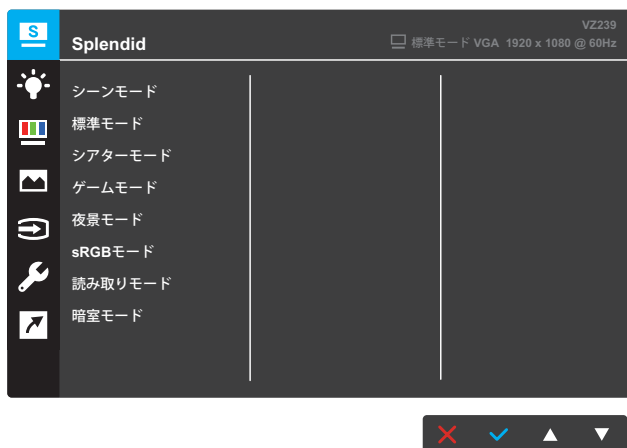 S
Splendid
VZ239
標準モード VGA 1920 x 1080 @ 60Hz
シーンモード
標準モード
シアターモード
ゲームモード
夜景モード
sRGBモード
読み取りモード
暗室モード